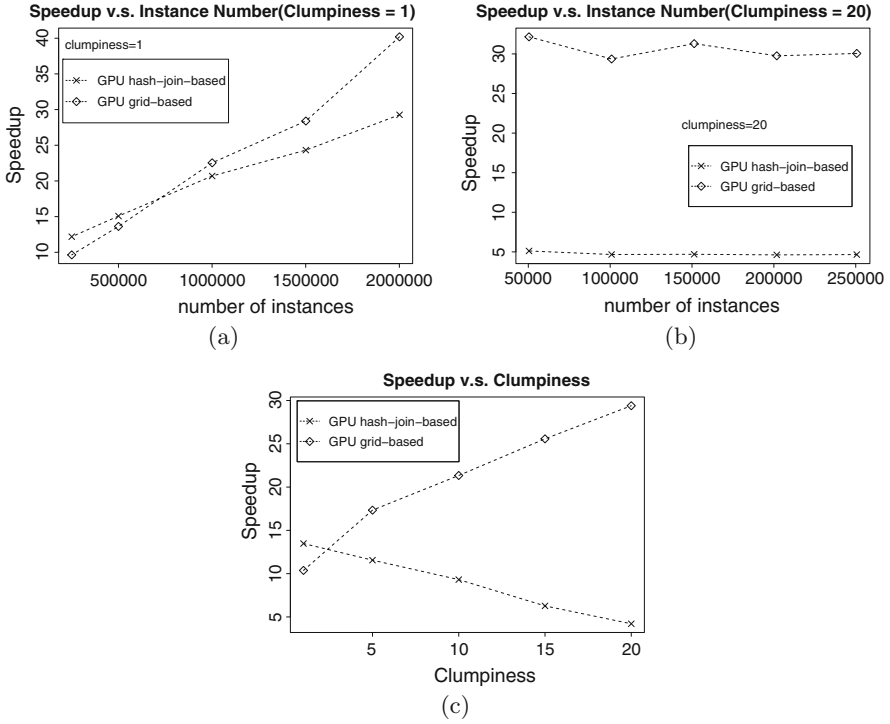 Speedup v.s. Instance Number(Clumpiness = 1)
clumpiness=1
GPU hash-join-based
GPU grid-based
Speedup
10 15 20 25 30 35 40
500000 1000000 1500000 2000000
number of instances
(a)
Speedup v.s. Instance Number(Clumpiness = 20)
clumpiness=20
GPU hash-join-based
GPU grid-based
Speedup
5 10 15 20 25 30
50000 100000 150000 200000 250000
number of instances
(b)
Speedup v.s. Clumpiness
GPU hash-join-based
GPU grid-based
Speedup
5 10 15 20 25 30
5 10 15 20
Clumpiness
(c)